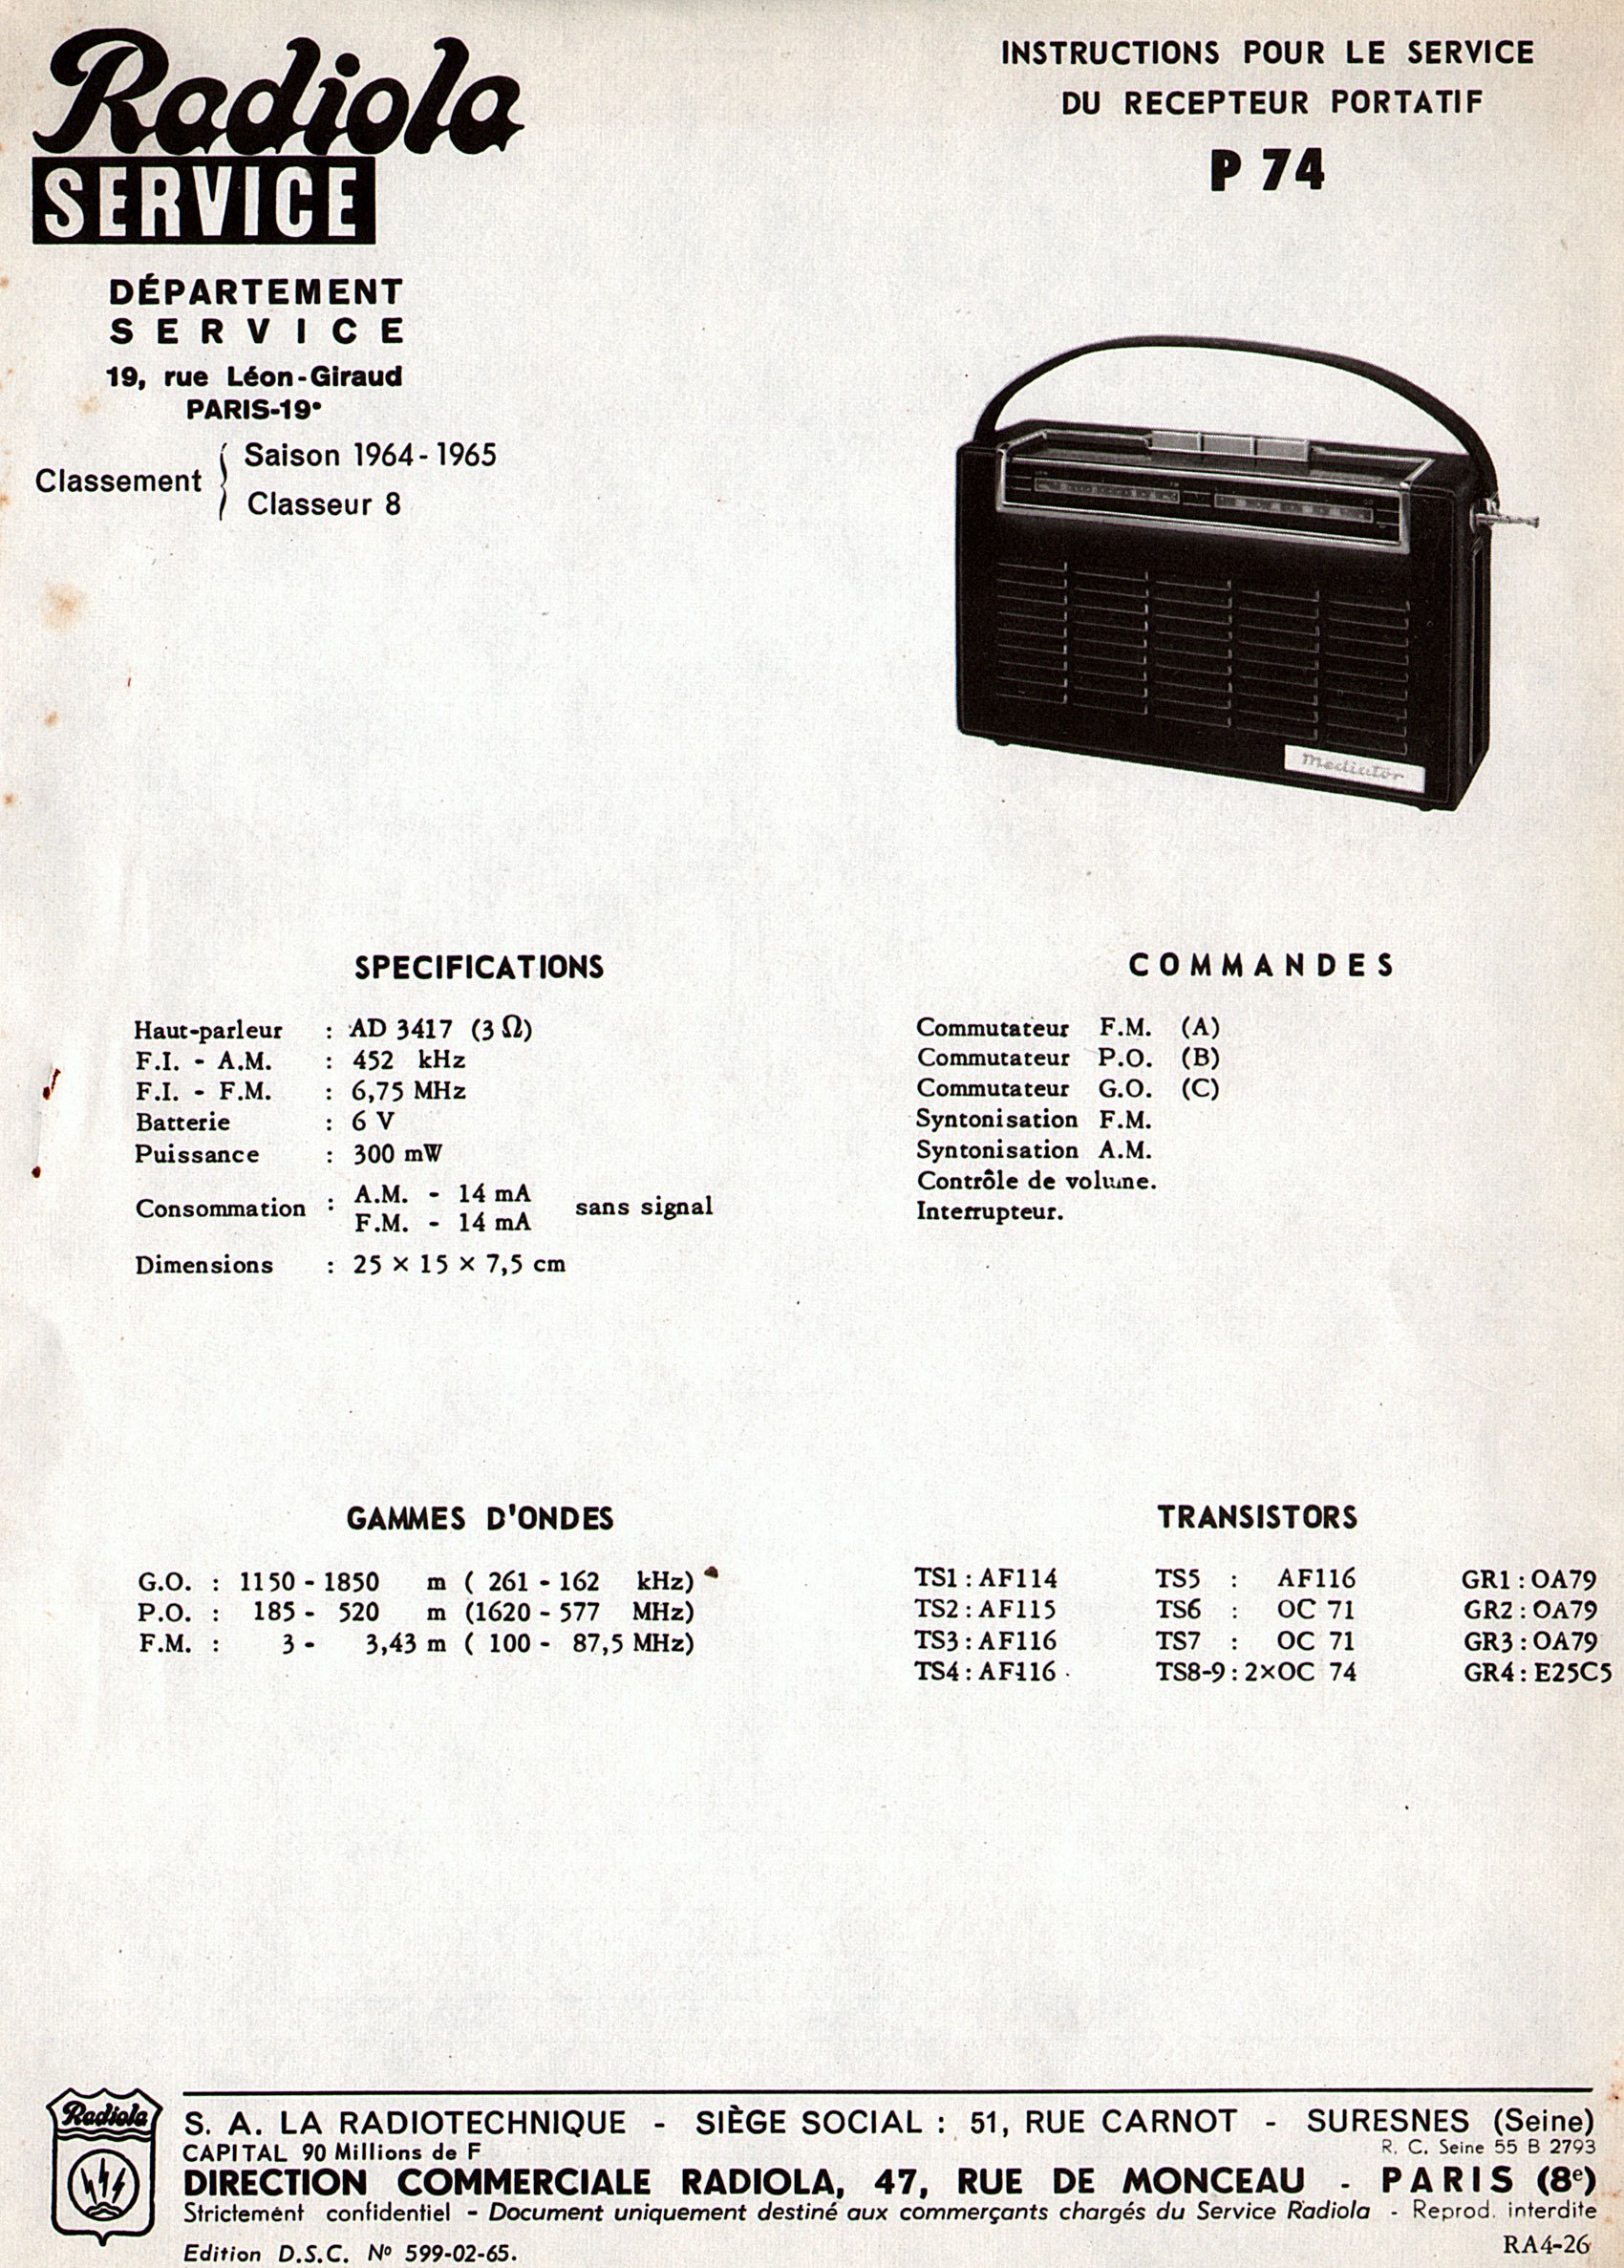 Radiola
SERVICE
DÉPARTEMENT
SERVICE
19, rue Léon-Giraud
PARIS-19e
Classement
Saison 1964-1965
Classeur 8
INSTRUCTIONS POUR LE SERVICE
DU RECEPTEUR PORTATIF
P 74
Mediator
SPECIFICATIONS
Haut-parleur : AD 3417 (3 Ω)
F.I. - A.M. : 452 kHz
F.I. - F.M. : 6,75 MHz
Batterie : 6 V
Puissance : 300 mW
Consommation : A.M. - 14 mA
F.M. - 14 mA
sans signal
Dimensions : 25 × 15 × 7,5 cm
COMMANDES
Commutateur F.M. (A)
Commutateur P.O. (B)
Commutateur G.O. (C)
Syntonisation F.M.
Syntonisation A.M.
Contrôle de volume.
Interrupteur.
GAMMES D'ONDES
G.O. : 1150 - 1850 m ( 261 - 162 kHz)
P.O. : 185 - 520 m (1620 - 577 MHz)
F.M. : 3 - 3,43 m ( 100 - 87,5 MHz)
TRANSISTORS
TS1 : AF114 TS5 : AF116 GR1 : OA79
TS2 : AF115 TS6 : OC 71 GR2 : OA79
TS3 : AF116 TS7 : OC 71 GR3 : OA79
TS4 : AF116 TS8-9 : 2×OC 74 GR4 : E25C5
Radiola
S. A. LA RADIOTECHNIQUE - SIÈGE SOCIAL : 51, RUE CARNOT - SURESNES (Seine)
CAPITAL 90 Millions de F R. C. Seine 55 B 2793
DIRECTION COMMERCIALE RADIOLA, 47, RUE DE MONCEAU - PARIS (8e)
Strictement confidentiel - Document uniquement destiné aux commerçants chargés du Service Radiola - Reprod. interdite
Edition D.S.C. No 599-02-65.
RA4-26